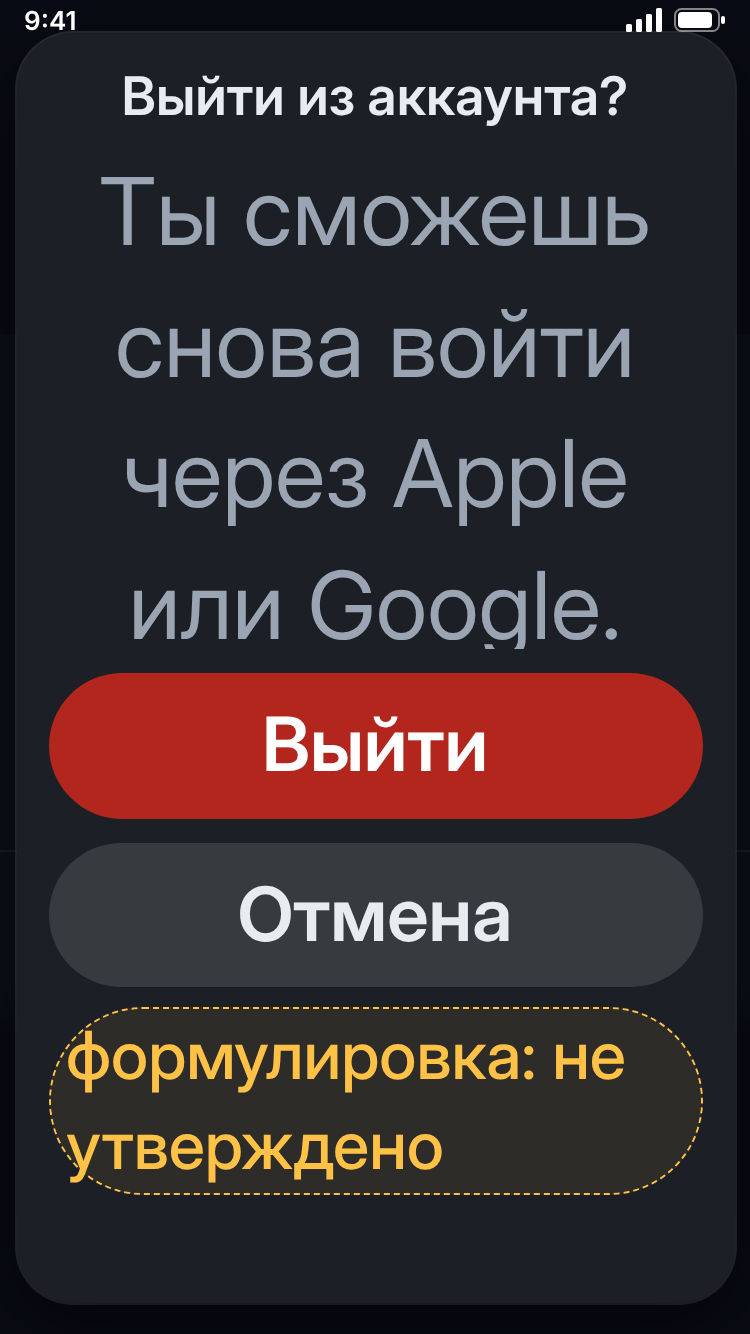 9:41
Выйти из аккаунта?
Ты сможешь
снова войти
через Apple
или Google.
Выйти
Отмена
формулировка: не
утверждено